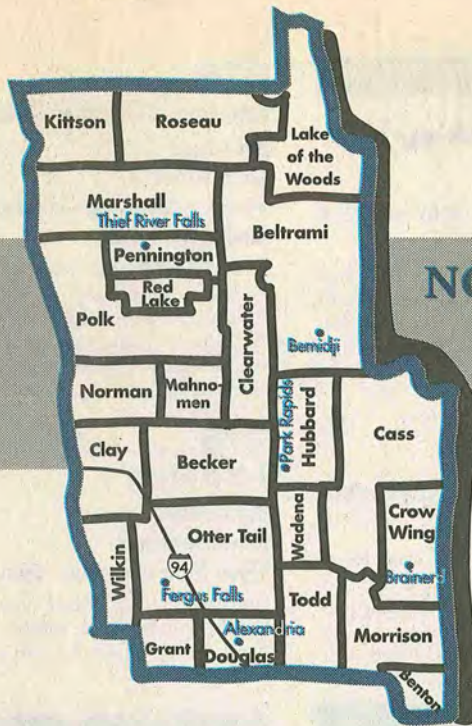 Kittson
Roseau
Lake
of the
Woods
Marshall
Thief River Falls
Beltrami
Pennington
Red
Lake
Polk
Clearwater
NO
Bemidji
Norman
Mahno-
men
Park Rapids
Hubbard
Cass
Clay
Becker
Crow
Wing
Wadena
Otter Tail
Wilkin
94
Brainerd
Fergus Falls
Todd
Alexandria
Morrison
Grant
Douglas
Benton